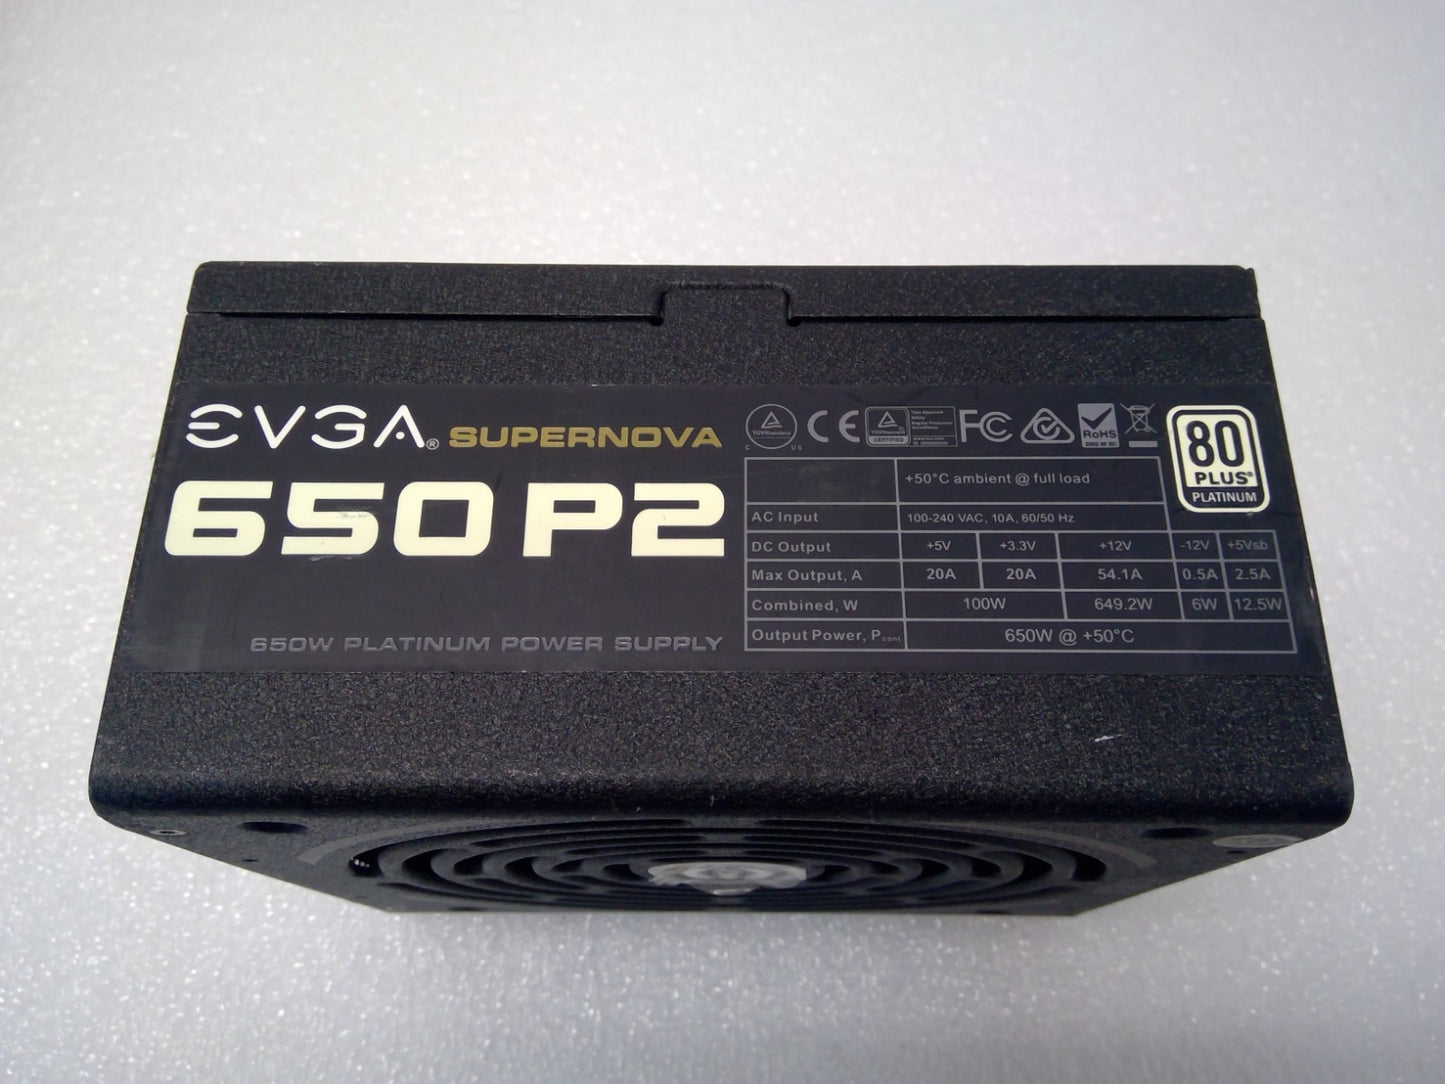 EVGA® SUPERNOVA
650 P2
650W PLATINUM POWER SUPPLY
TÜVRheinland
C US
CE
CERTIFIED
FC
RoHS
80
PLUS®
PLATINUM
+50°C ambient @ full load
AC Input 100-240 VAC, 10A, 60/50 Hz
DC Output +5V +3.3V +12V -12V +5Vsb
Max Output, A 20A 20A 54.1A 0.5A 2.5A
Combined, W 100W 649.2W 6W 12.5W
Output Power, Pcont 650W @ +50°C